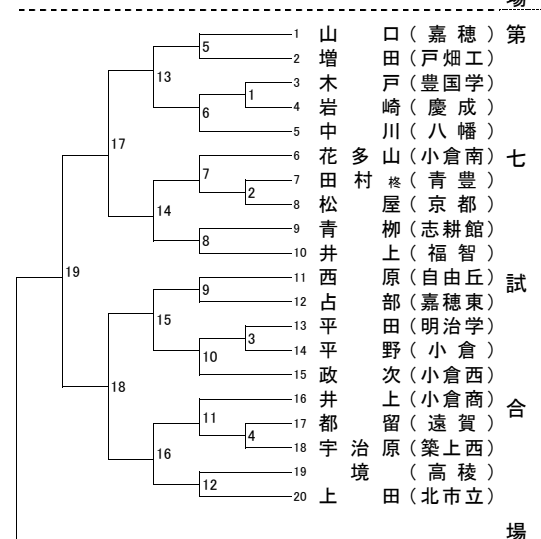 1 山口（嘉穂）
2 増田（戸畑工）
3 木戸（豊国学）
4 岩崎（慶成）
5 中川（八幡）
6 花多山（小倉南）
7 田村柊（青豊）
8 松屋（京都）
9 青栁（志耕館）
10 井上（福智）
11 西原（自由丘）
12 占部（嘉穂東）
13 平田（明治学）
14 平野（小倉）
15 政次（小倉西）
16 井上（小倉商）
17 都留（遠賀）
18 宇治原（築上西）
19 境（高稜）
20 上田（北市立）
第七試合場
5
13
1
6
17
7
2
14
8
19
9
15
3
10
18
11
4
16
12